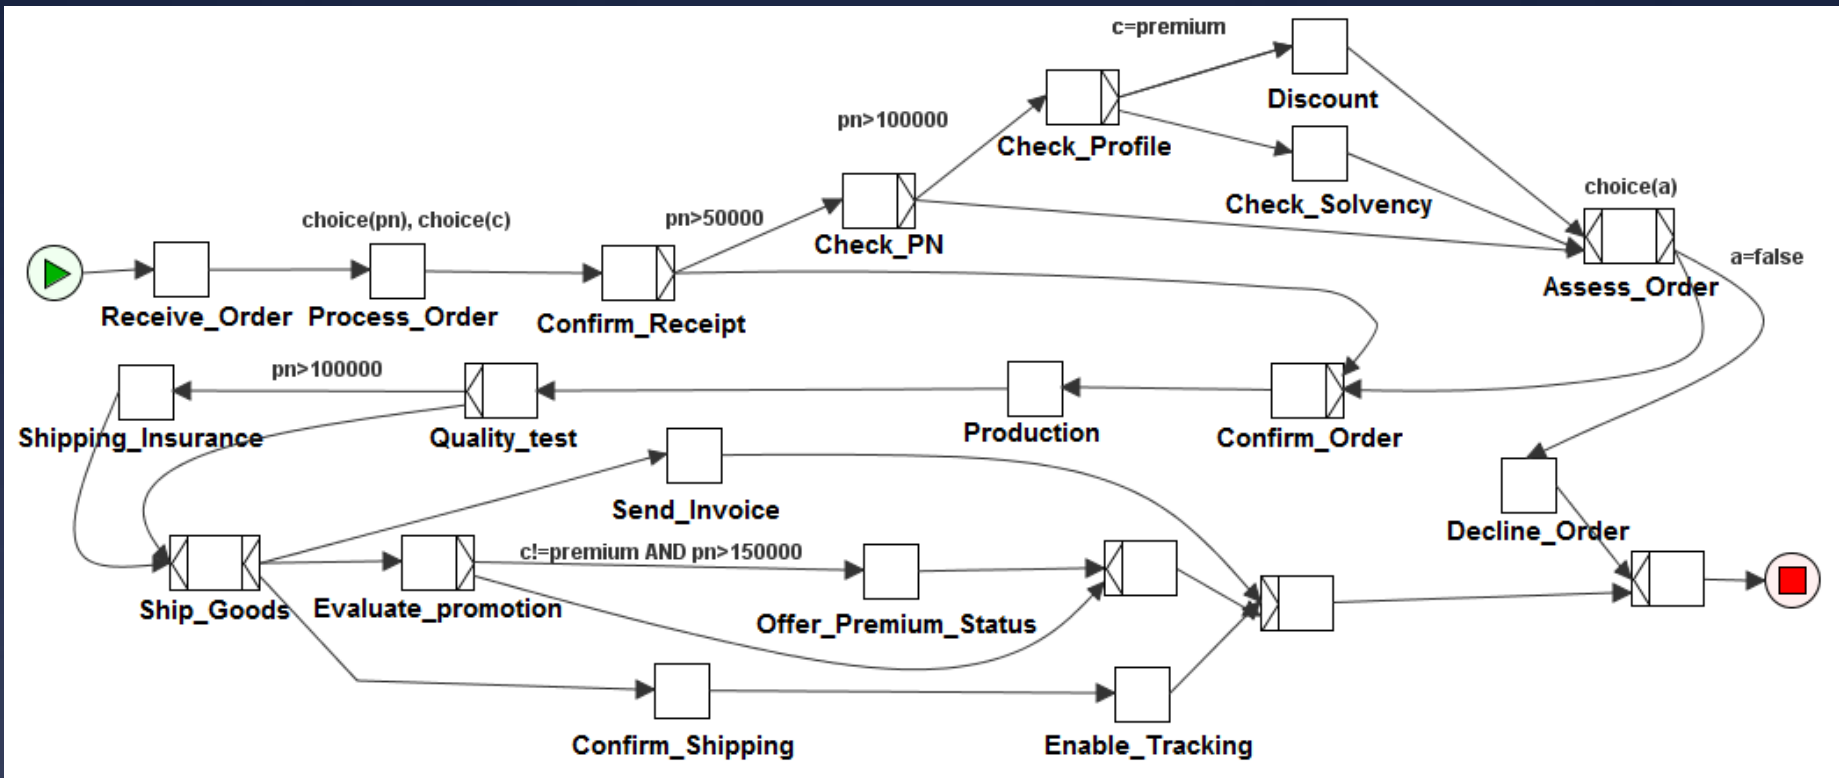 c=premium
Discount
pn>100000
Check_Profile
choice(a)
Check_Solvency
choice(pn), choice(c)
pn>50000
Check_PN
a=false
Assess_Order
Receive_Order
Process_Order
Confirm_Receipt
pn>100000
Shipping_Insurance
Quality_test
Production
Confirm_Order
Send_Invoice
Decline_Order
c!=premium AND pn>150000
Ship_Goods
Evaluate_promotion
Offer_Premium_Status
Confirm_Shipping
Enable_Tracking